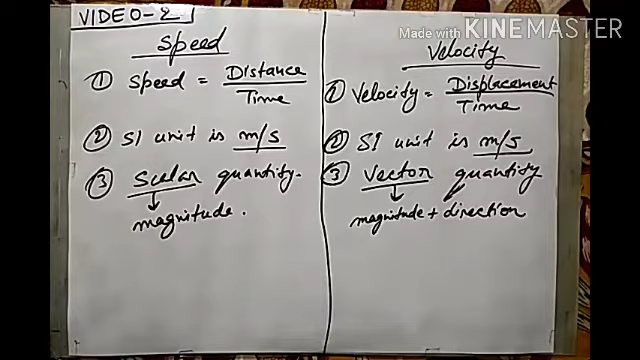 VIDEO-2
Made with KINEMASTER
Speed
① Speed = Distance
Time
② SI unit is m/s
③ Scalar quantity.
magnitude.
Velocity
① Velocity = Displacement
Time
② SI unit is m/s
③ Vector quantity
magnitude + direction